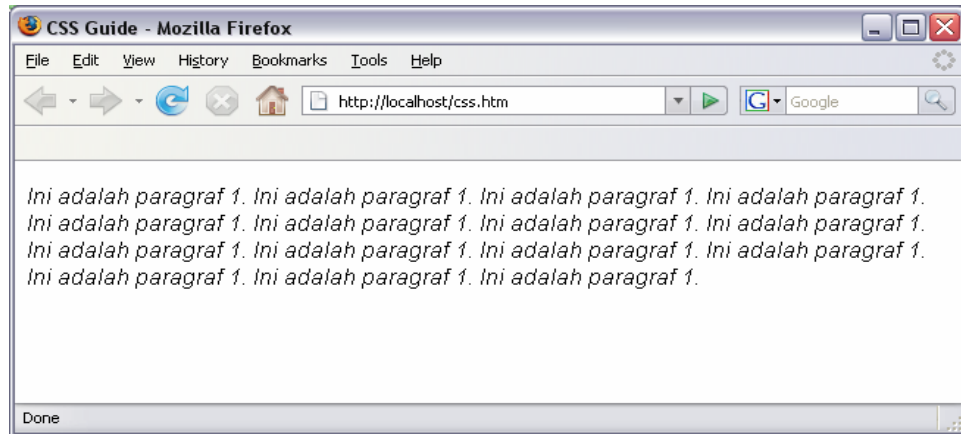 CSS Guide - Mozilla Firefox
File Edit View History Bookmarks Tools Help
http://localhost/css.htm G Google
Ini adalah paragraf 1. Ini adalah paragraf 1. Ini adalah paragraf 1. Ini adalah paragraf 1.
Ini adalah paragraf 1. Ini adalah paragraf 1. Ini adalah paragraf 1. Ini adalah paragraf 1.
Ini adalah paragraf 1. Ini adalah paragraf 1. Ini adalah paragraf 1. Ini adalah paragraf 1.
Ini adalah paragraf 1. Ini adalah paragraf 1. Ini adalah paragraf 1.
Done